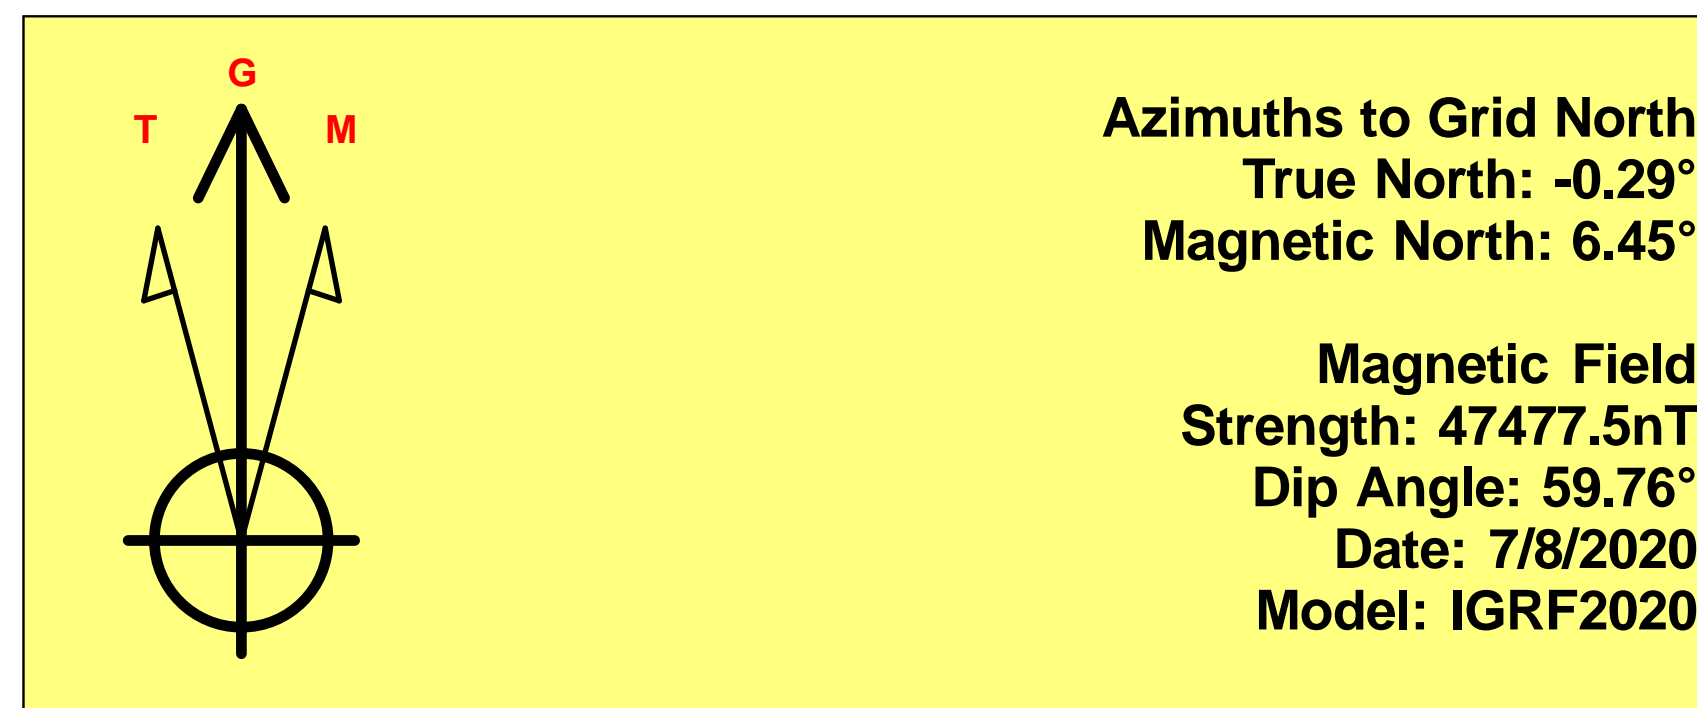 G
T
M
Azimuths to Grid North
True North: -0.29°
Magnetic North: 6.45°
Magnetic Field
Strength: 47477.5nT
Dip Angle: 59.76°
Date: 7/8/2020
Model: IGRF2020